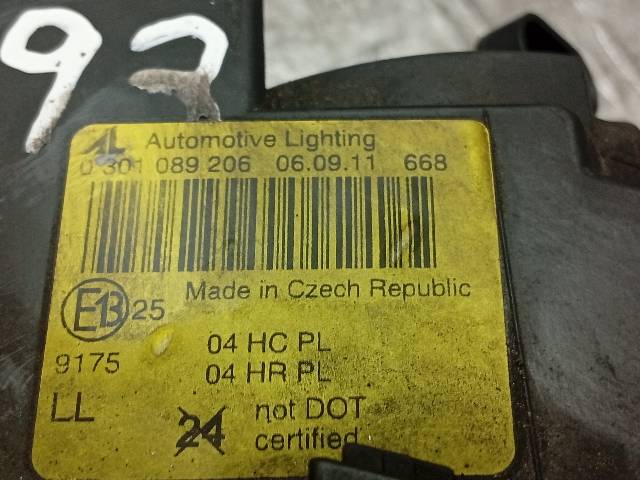 97
AL Automotive Lighting
0 301 089 206 06.09.11 668
Made in Czech Republic
E13 25
04 HC PL
9175
04 HR PL
LL
24
not DOT
certified